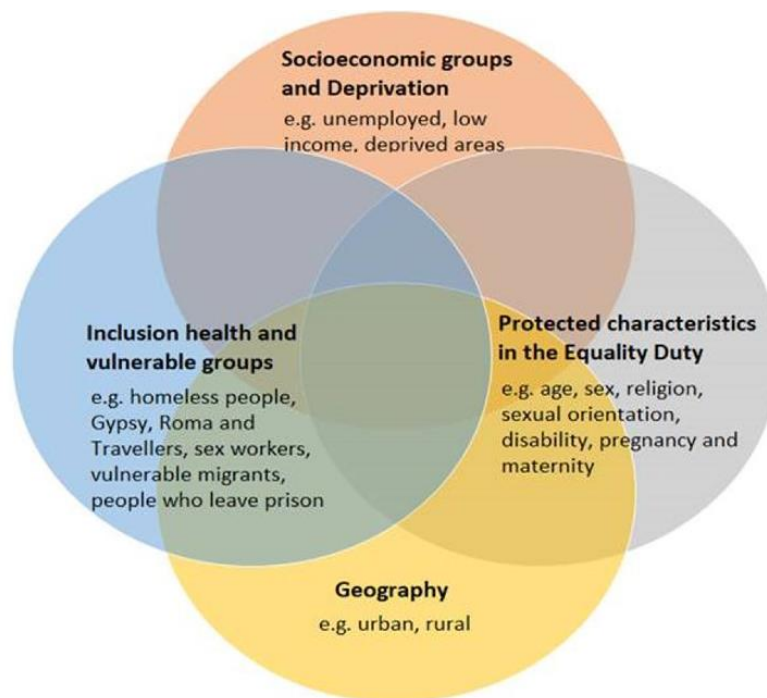 Socioeconomic groups
and Deprivation
e.g. unemployed, low
income, deprived areas
Inclusion health and
vulnerable groups
e.g. homeless people,
Gypsy, Roma and
Travellers, sex workers,
vulnerable migrants,
people who leave prison
Protected characteristics
in the Equality Duty
e.g. age, sex, religion,
sexual orientation,
disability, pregnancy and
maternity
Geography
e.g. urban, rural